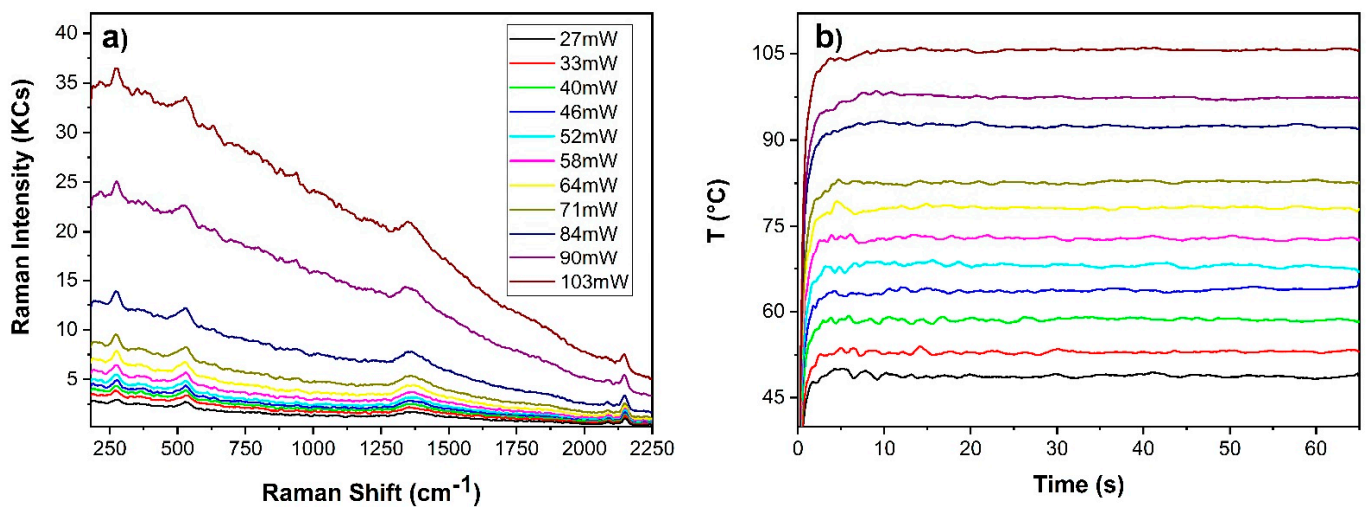 a)
Raman Intensity (KCs)
40
35
30
25
20
15
10
5
27mW
33mW
40mW
46mW
52mW
58mW
64mW
71mW
84mW
90mW
103mW
250 500 750 1000 1250 1500 1750 2000 2250
Raman Shift (cm⁻¹)
b)
T (°C)
105
90
75
60
45
0 10 20 30 40 50 60
Time (s)